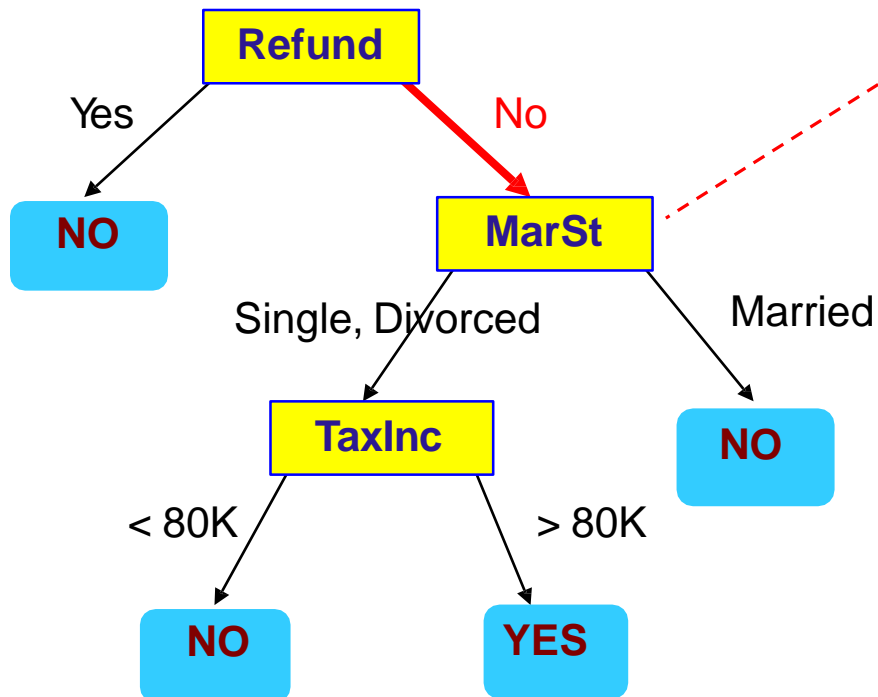 Refund
Yes
No
NO
MarSt
Single, Divorced
Married
TaxInc
NO
< 80K
> 80K
NO
YES